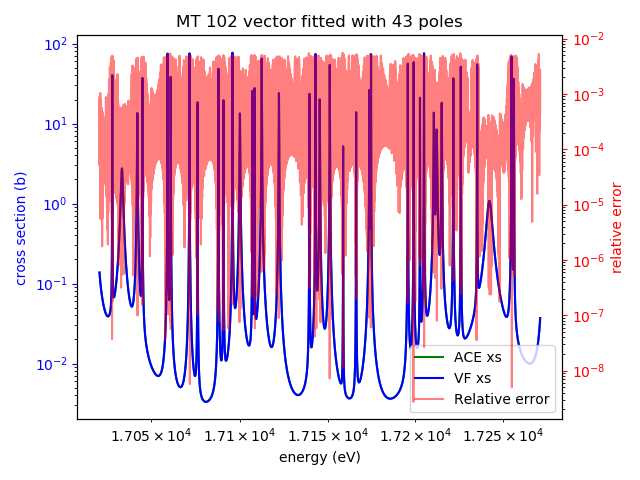 MT 102 vector fitted with 43 poles
10²
10¹
10⁰
10⁻¹
10⁻²
cross section (b)
10⁻²
10⁻³
10⁻⁴
10⁻⁵
10⁻⁶
10⁻⁷
10⁻⁸
relative error
ACE xs
VF xs
Relative error
1.705×10⁴ 1.71×10⁴ 1.715×10⁴ 1.72×10⁴ 1.725×10⁴
energy (eV)